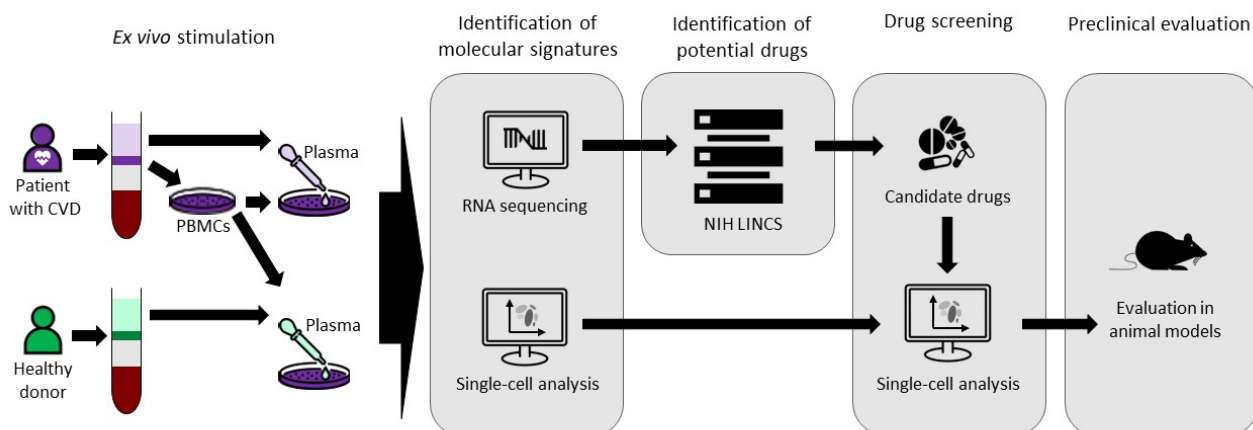 Ex vivo stimulation
Identification of
molecular signatures
Identification of
potential drugs
Drug screening
Preclinical evaluation
Patient
with CVD
PBMCs
Plasma
Healthy
donor
Plasma
RNA sequencing
NIH LINCS
Candidate drugs
Single-cell analysis
Single-cell analysis
Evaluation in
animal models